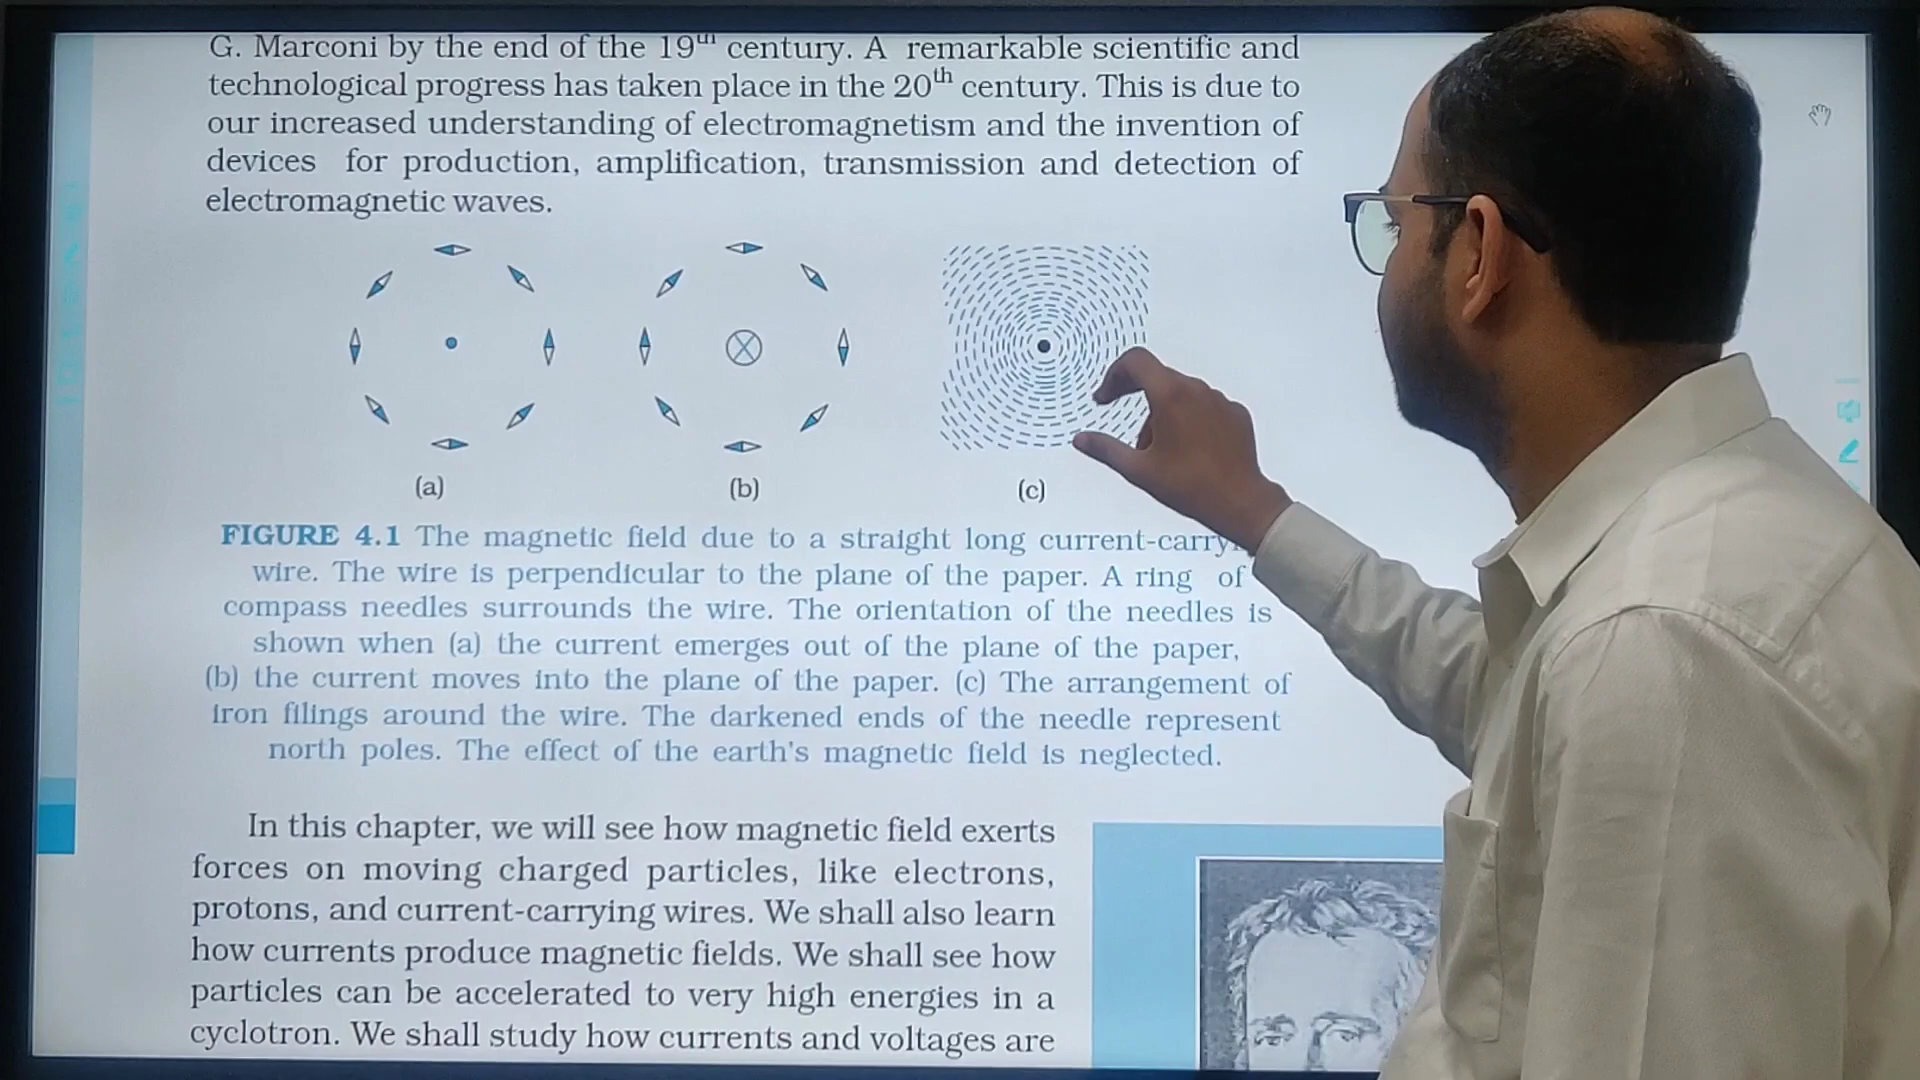 G. Marconi by the end of the 19th century. A remarkable scientific and
technological progress has taken place in the 20th century. This is due to
our increased understanding of electromagnetism and the invention of
devices for production, amplification, transmission and detection of
electromagnetic waves.
(a) (b) (c)
FIGURE 4.1 The magnetic field due to a straight long
wire. The wire is perpendicular to the plane of the paper. A ring of
compass needles surrounds the wire. The orientation of the needles is
shown when (a) the current emerges out of the plane of the paper,
(b) the current moves into the plane of the paper. (c) The arrangement of
iron filings around the wire. The darkened ends of the needle represent
north poles. The effect of the earth's magnetic field is neglected.
In this chapter, we will see how magnetic field exerts
forces on moving charged particles, like electrons,
protons, and current-carrying wires. We shall also learn
how currents produce magnetic fields. We shall see how
particles can be accelerated to very high energies in a
cyclotron. We shall study how currents and voltages are